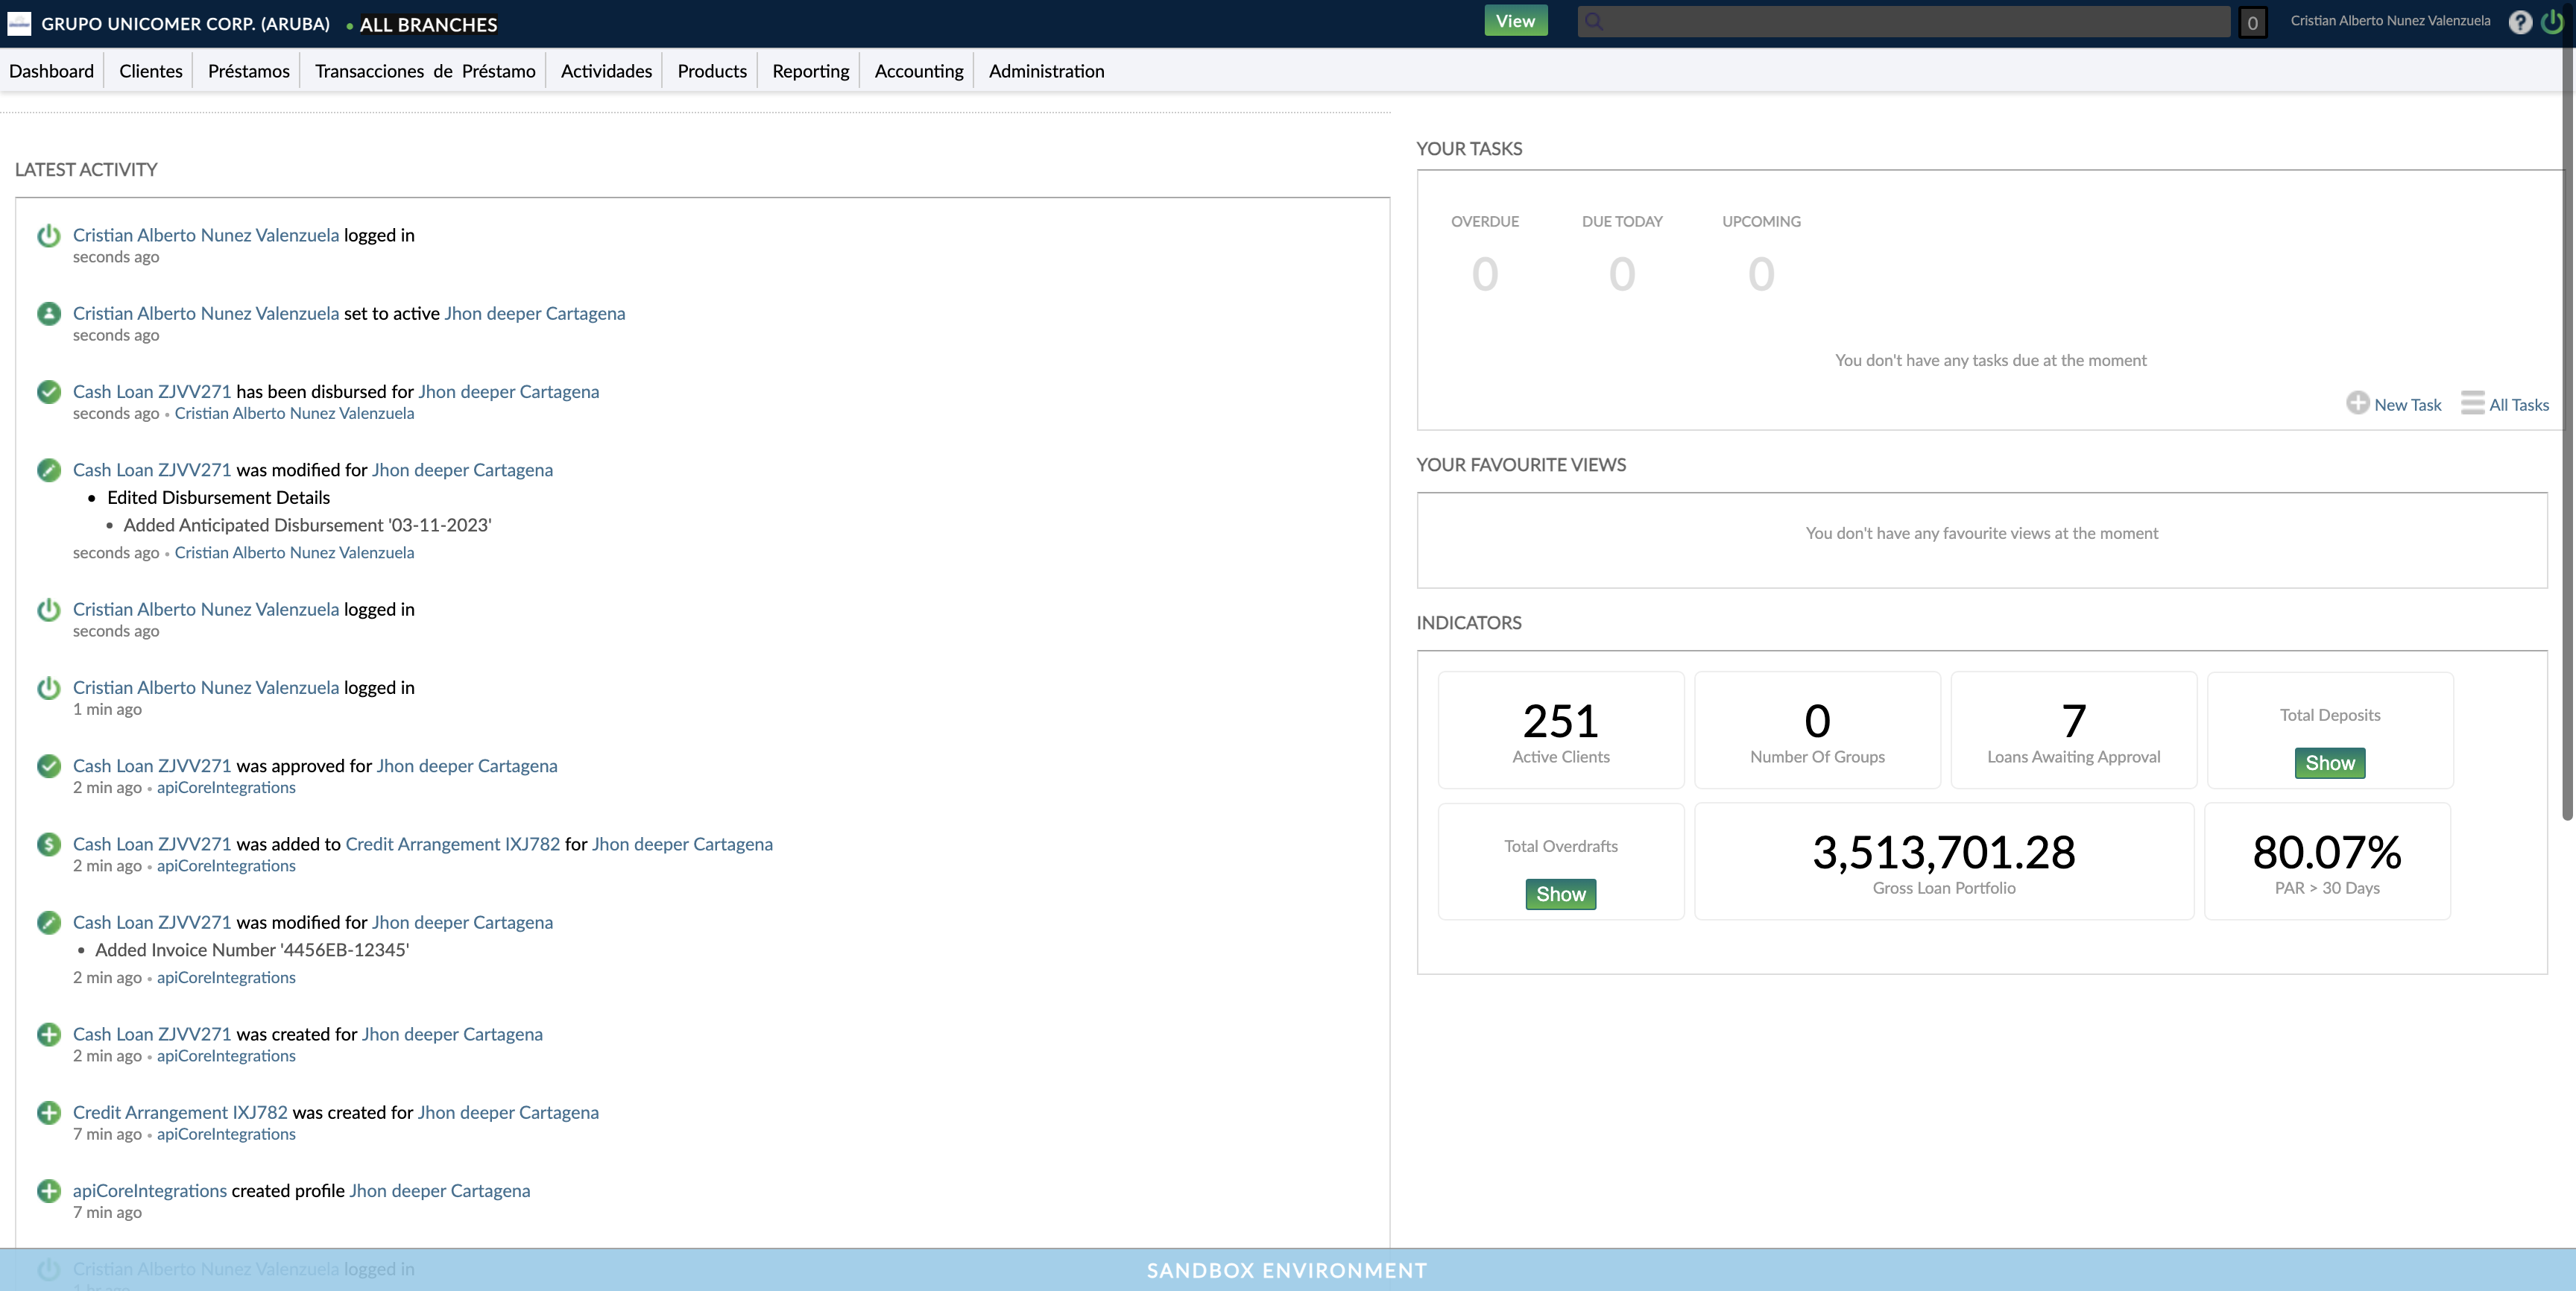 GRUPO UNICOMER CORP. (ARUBA) • ALL BRANCHES
View
0
Cristian Alberto Nunez Valenzuela
?
Dashboard Clientes Préstamos Transacciones de Préstamo Actividades Products Reporting Accounting Administration
LATEST ACTIVITY
Cristian Alberto Nunez Valenzuela logged in
seconds ago
Cristian Alberto Nunez Valenzuela set to active Jhon deeper Cartagena
seconds ago
Cash Loan ZJVV271 has been disbursed for Jhon deeper Cartagena
seconds ago • Cristian Alberto Nunez Valenzuela
Cash Loan ZJVV271 was modified for Jhon deeper Cartagena
• Edited Disbursement Details
• Added Anticipated Disbursement '03-11-2023'
seconds ago • Cristian Alberto Nunez Valenzuela
Cristian Alberto Nunez Valenzuela logged in
seconds ago
Cristian Alberto Nunez Valenzuela logged in
1 min ago
Cash Loan ZJVV271 was approved for Jhon deeper Cartagena
2 min ago • apiCoreIntegrations
Cash Loan ZJVV271 was added to Credit Arrangement IXJ782 for Jhon deeper Cartagena
2 min ago • apiCoreIntegrations
Cash Loan ZJVV271 was modified for Jhon deeper Cartagena
• Added Invoice Number '4456EB-12345'
2 min ago • apiCoreIntegrations
Cash Loan ZJVV271 was created for Jhon deeper Cartagena
2 min ago • apiCoreIntegrations
Credit Arrangement IXJ782 was created for Jhon deeper Cartagena
7 min ago • apiCoreIntegrations
apiCoreIntegrations created profile Jhon deeper Cartagena
7 min ago
Cristian Alberto Nunez Valenzuela logged in
YOUR TASKS
OVERDUE DUE TODAY UPCOMING
0 0 0
You don't have any tasks due at the moment
New Task All Tasks
YOUR FAVOURITE VIEWS
You don't have any favourite views at the moment
INDICATORS
251
Active Clients
0
Number Of Groups
7
Loans Awaiting Approval
Total Deposits
Show
Total Overdrafts
Show
3,513,701.28
Gross Loan Portfolio
80.07%
PAR > 30 Days
SANDBOX ENVIRONMENT